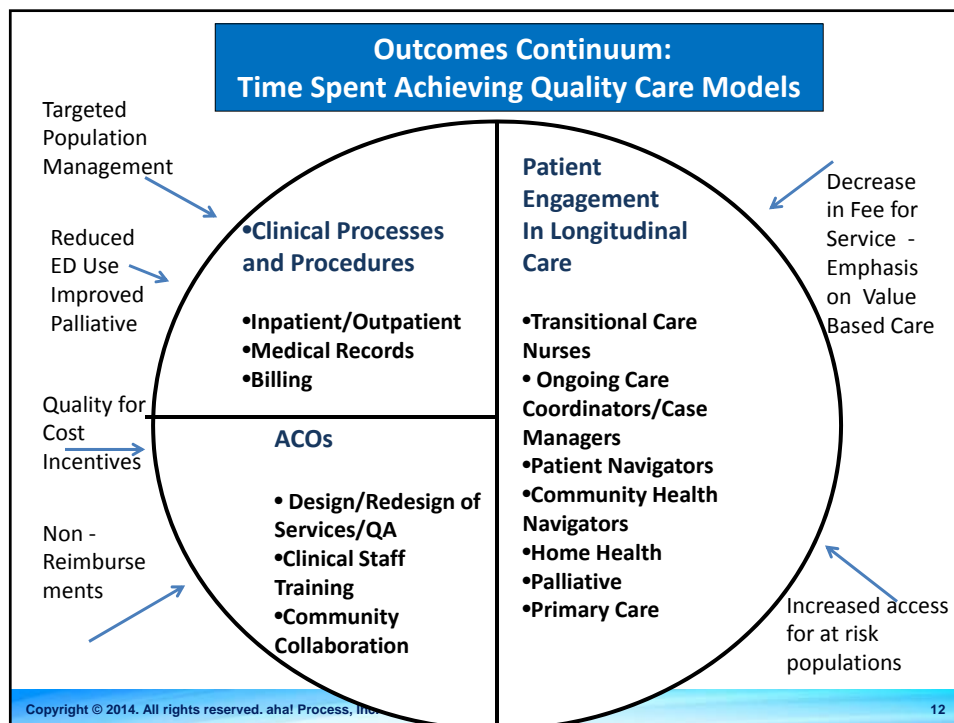 Outcomes Continuum:
Time Spent Achieving Quality Care Models
Targeted
Population
Management
Reduced
ED Use
Improved
Palliative
Quality for
Cost
Incentives
Non -
Reimburse
ments
•Clinical Processes
and Procedures
•Inpatient/Outpatient
•Medical Records
•Billing
ACOs
• Design/Redesign of
Services/QA
•Clinical Staff
Training
•Community
Collaboration
Patient
Engagement
In Longitudinal
Care
•Transitional Care
Nurses
• Ongoing Care
Coordinators/Case
Managers
•Patient Navigators
•Community Health
Navigators
•Home Health
•Palliative
•Primary Care
Decrease
in Fee for
Service -
Emphasis
on Value
Based Care
Increased access
for at risk
populations
Copyright © 2014. All rights reserved. aha! Process, Inc.
12